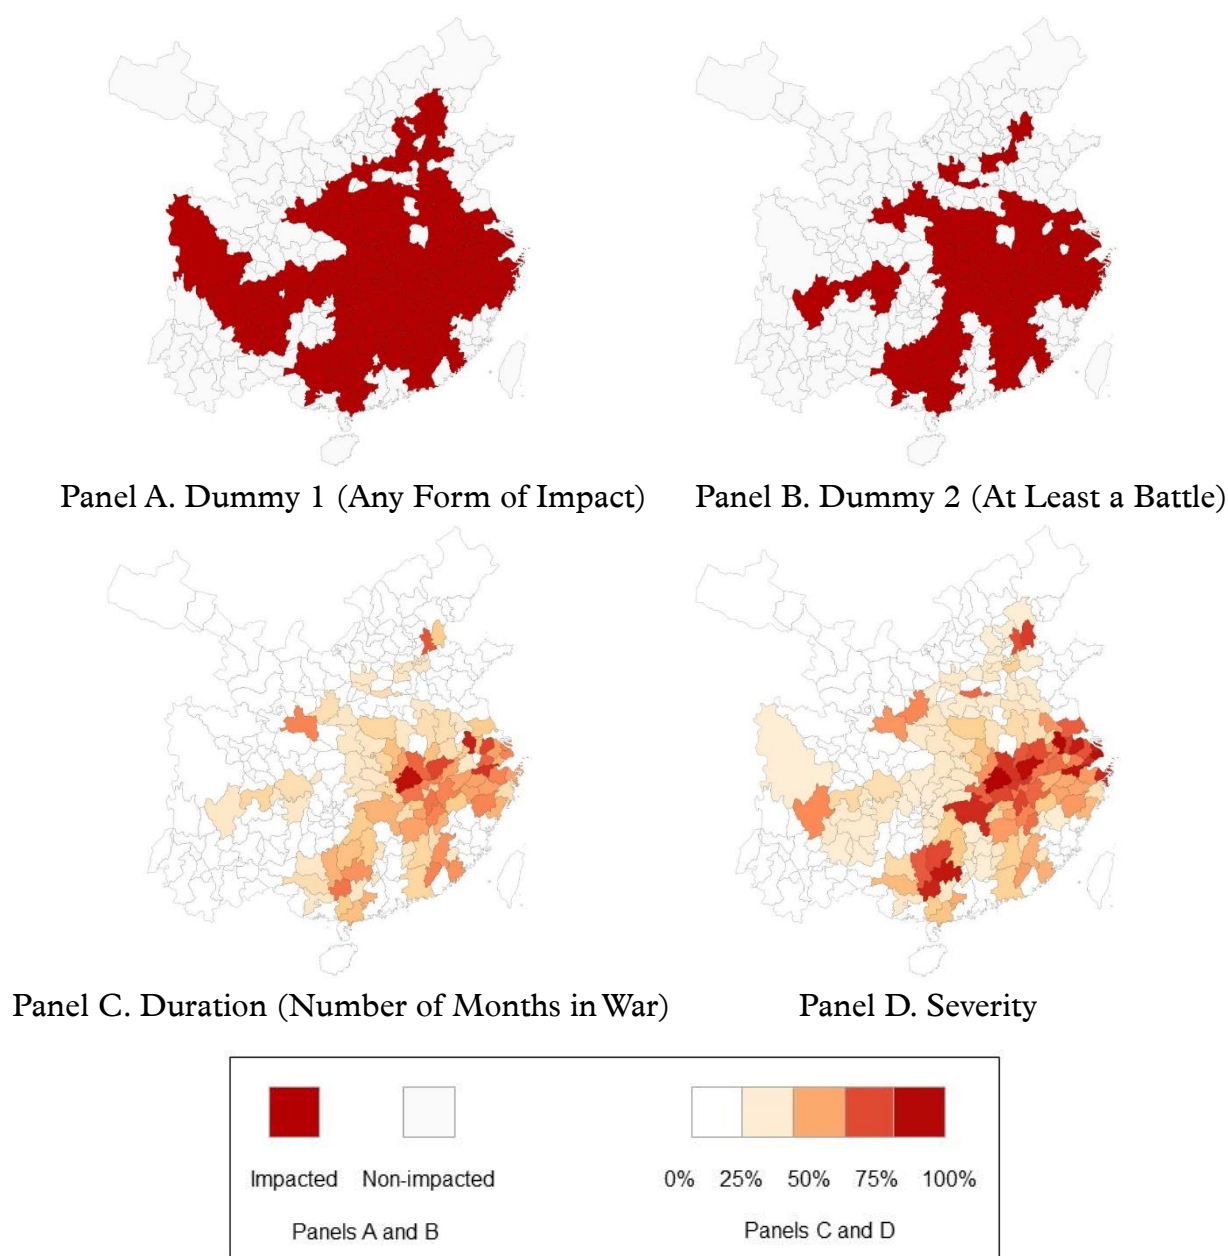 Panel A. Dummy 1 (Any Form of Impact)
Panel B. Dummy 2 (At Least a Battle)
Panel C. Duration (Number of Months in War)
Panel D. Severity
Impacted
Non-impacted
Panels A and B
0%
25%
50%
75%
100%
Panels C and D